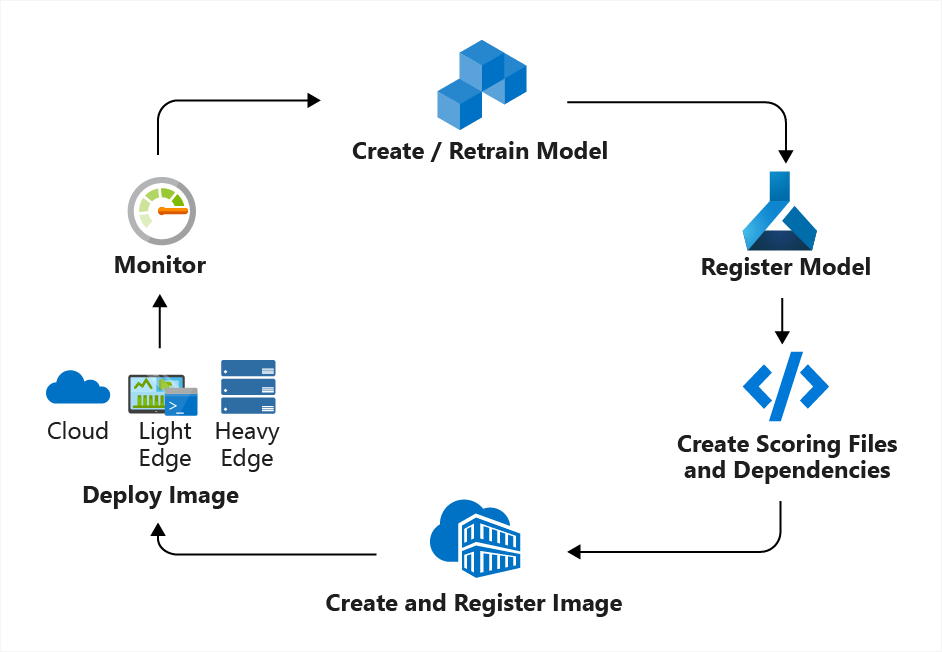 Create / Retrain Model
Register Model
Create Scoring Files
and Dependencies
Create and Register Image
Cloud
Light
Edge
Heavy
Edge
Deploy Image
Monitor